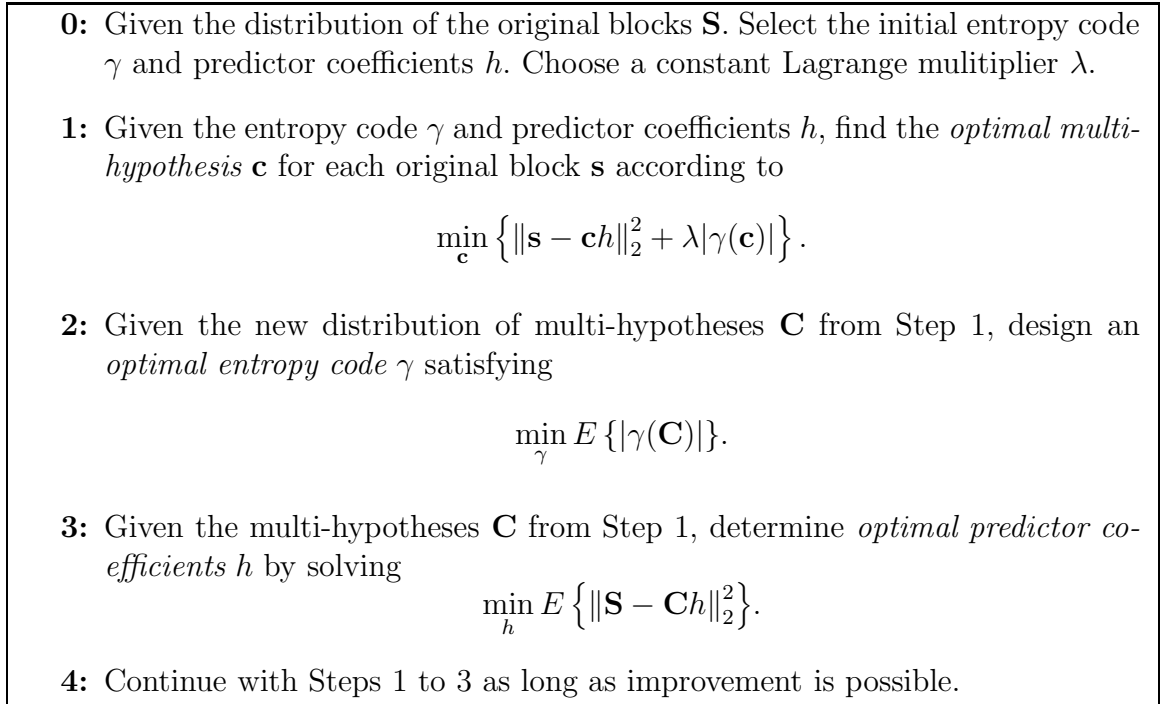 0: Given the distribution of the original blocks S. Select the initial entropy code
γ and predictor coefficients h. Choose a constant Lagrange mulitiplier λ.
1: Given the entropy code γ and predictor coefficients h, find the optimal multi-
hypothesis c for each original block s according to
min_c { ‖s − ch‖₂² + λ|γ(c)| } .
2: Given the new distribution of multi-hypotheses C from Step 1, design an
optimal entropy code γ satisfying
min_γ E {|γ(C)|}.
3: Given the multi-hypotheses C from Step 1, determine optimal predictor co-
efficients h by solving
min_h E { ‖S − Ch‖₂² }.
4: Continue with Steps 1 to 3 as long as improvement is possible.